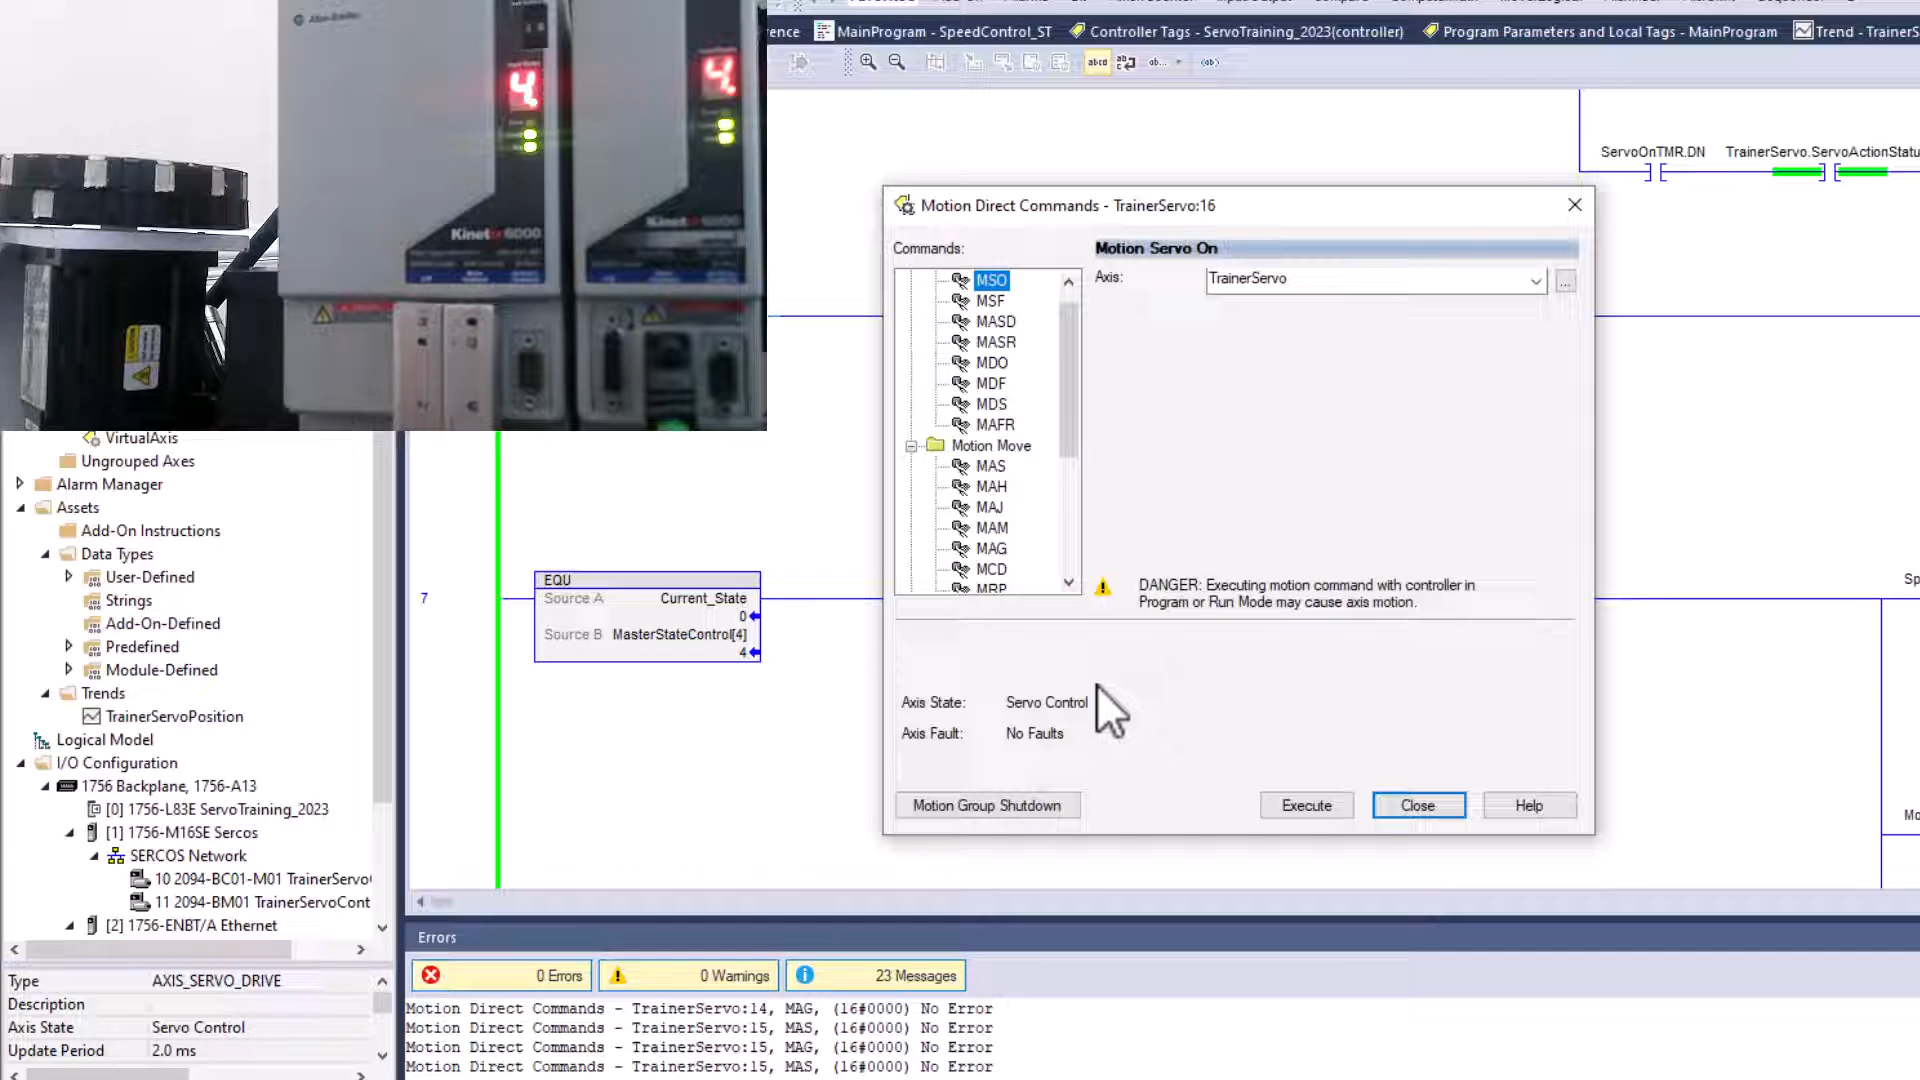 MainProgram - SpeedControl_ST
Controller Tags - ServoTraining_2023(controller)
Program Parameters and Local Tags - MainProgram
Allen-Bradley
4.
4.
Kinetix 6000
abcd
ab...
ServoOnTMR.DN
Motion Direct Commands - TrainerServo:16
Commands:
Motion Servo On
MSO
MSF
MASD
MASR
MDO
MDF
MDS
MAFR
Motion Move
MAS
MAH
MAJ
MAM
MAG
MCD
MRP
Axis:
TrainerServo
...
DANGER: Executing motion command with controller in
Program or Run Mode may cause axis motion.
Axis State:
Servo Control
Axis Fault:
No Faults
Motion Group Shutdown
Execute
Close
Help
VirtualAxis
Ungrouped Axes
Alarm Manager
Assets
Add-On Instructions
Data Types
User-Defined
Strings
Add-On-Defined
Predefined
Module-Defined
Trends
TrainerServoPosition
Logical Model
I/O Configuration
1756 Backplane, 1756-A13
[0] 1756-L83E ServoTraining_2023
[1] 1756-M16SE Sercos
SERCOS Network
10 2094-BC01-M01 TrainerServo
11 2094-BM01 TrainerServoCont
[2] 1756-ENBT/A Ethernet
Type
AXIS_SERVO_DRIVE
Description
Axis State
Servo Control
Update Period
2.0 ms
7
EQU
Source A
Current_State
0
Source B
MasterStateControl[4]
4
Errors
0 Errors
0 Warnings
23 Messages
Motion Direct Commands - TrainerServo:14, MAG, (16#0000) No Error
Motion Direct Commands - TrainerServo:15, MAS, (16#0000) No Error
Motion Direct Commands - TrainerServo:15, MAG, (16#0000) No Error
Motion Direct Commands - TrainerServo:15, MAS, (16#0000) No Error